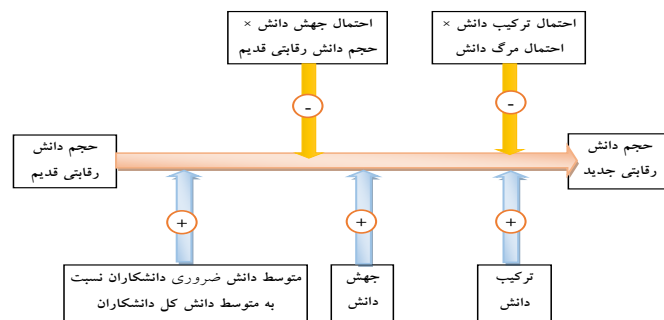 احتمال جهش دانش ×
حجم دانش رقابتی قدیم
احتمال ترکیب دانش ×
احتمال مرگ دانش
-
-
حجم دانش
رقابتی جدید
حجم دانش
رقابتی قدیم
+
+
+
متوسط دانش ضروری دانشکاران نسبت
به متوسط دانش کل دانشکاران
جهش
دانش
ترکیب
دانش